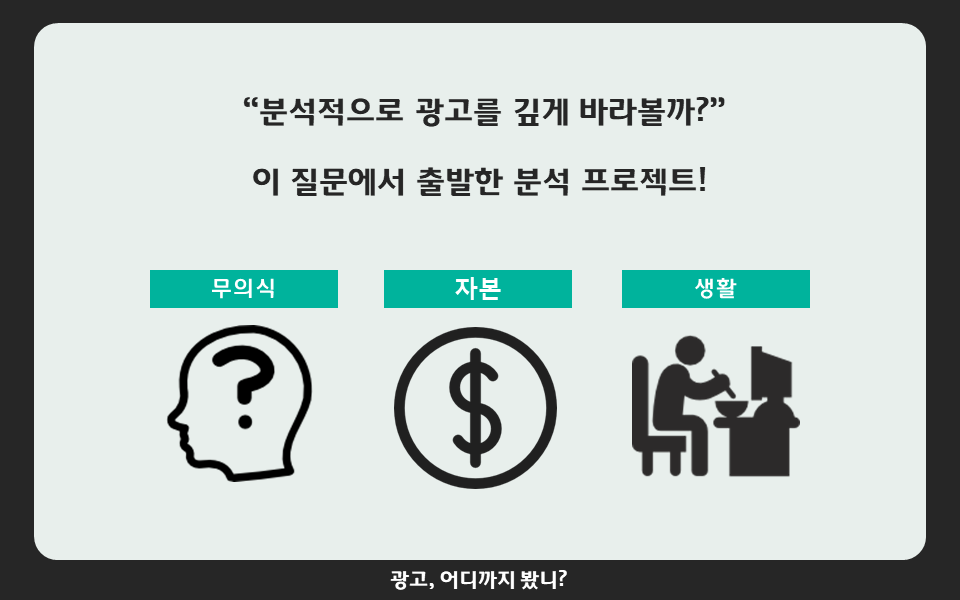 “분석적으로 광고를 깊게 바라볼까?”
이 질문에서 출발한 분석 프로젝트!
무의식
자본
생활
광고, 어디까지 봤니?